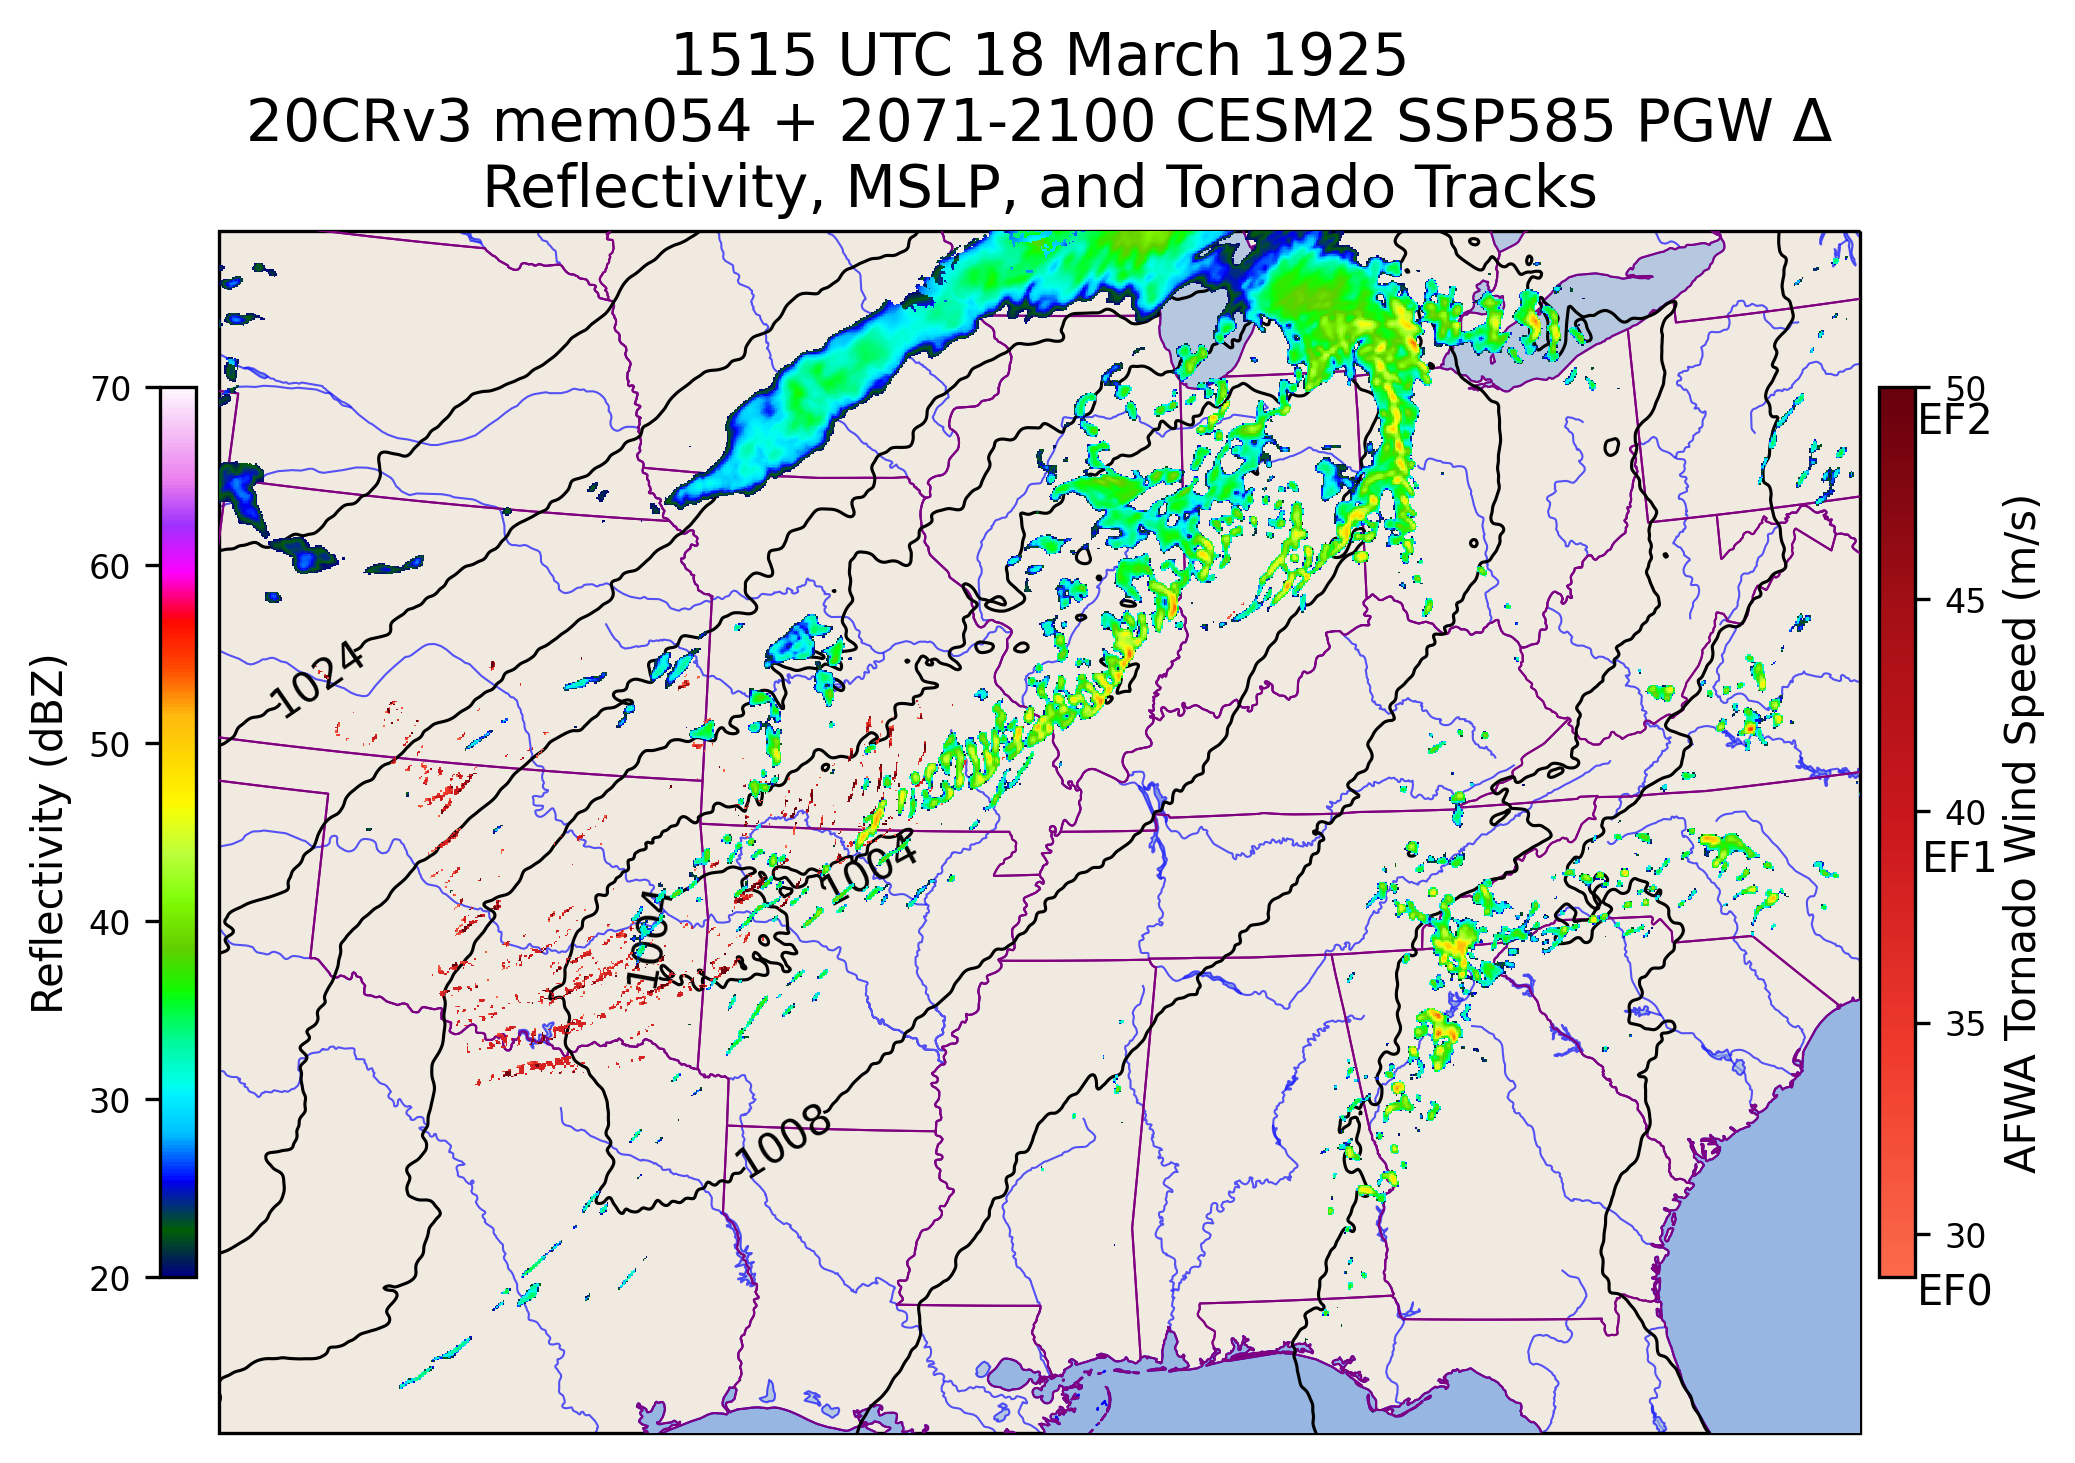 1515 UTC 18 March 1925
20CRv3 mem054 + 2071-2100 CESM2 SSP585 PGW Δ
Reflectivity, MSLP, and Tornado Tracks
Reflectivity (dBZ)
70
60
50
40
30
20
1024
1004
1004
1008
50
EF2
45
40
EF1
35
30
EF0
AFWA Tornado Wind Speed (m/s)